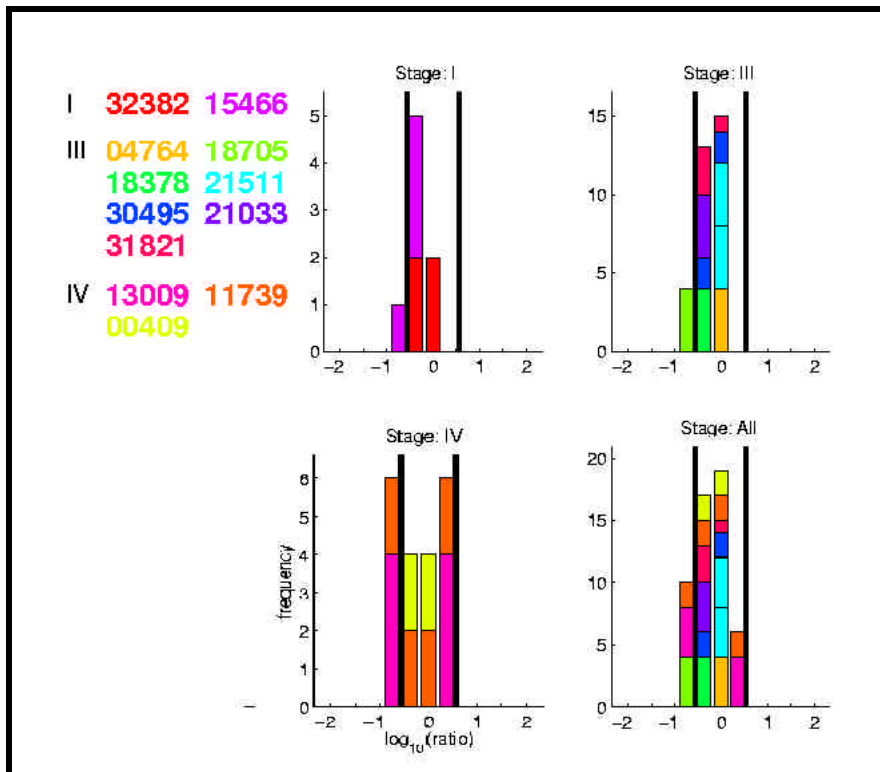 I 32382 15466
III 04764 18705
18378 21511
30495 21033
31821
IV 13009 11739
00409
Stage: I
5
4
3
2
1
0
−2 −1 0 1 2
Stage: III
15
10
5
0
−2 −1 0 1 2
Stage: IV
6
5
4
3
2
1
0
frequency
−2 −1 0 1 2
log10(ratio)
Stage: All
20
15
10
5
0
−2 −1 0 1 2